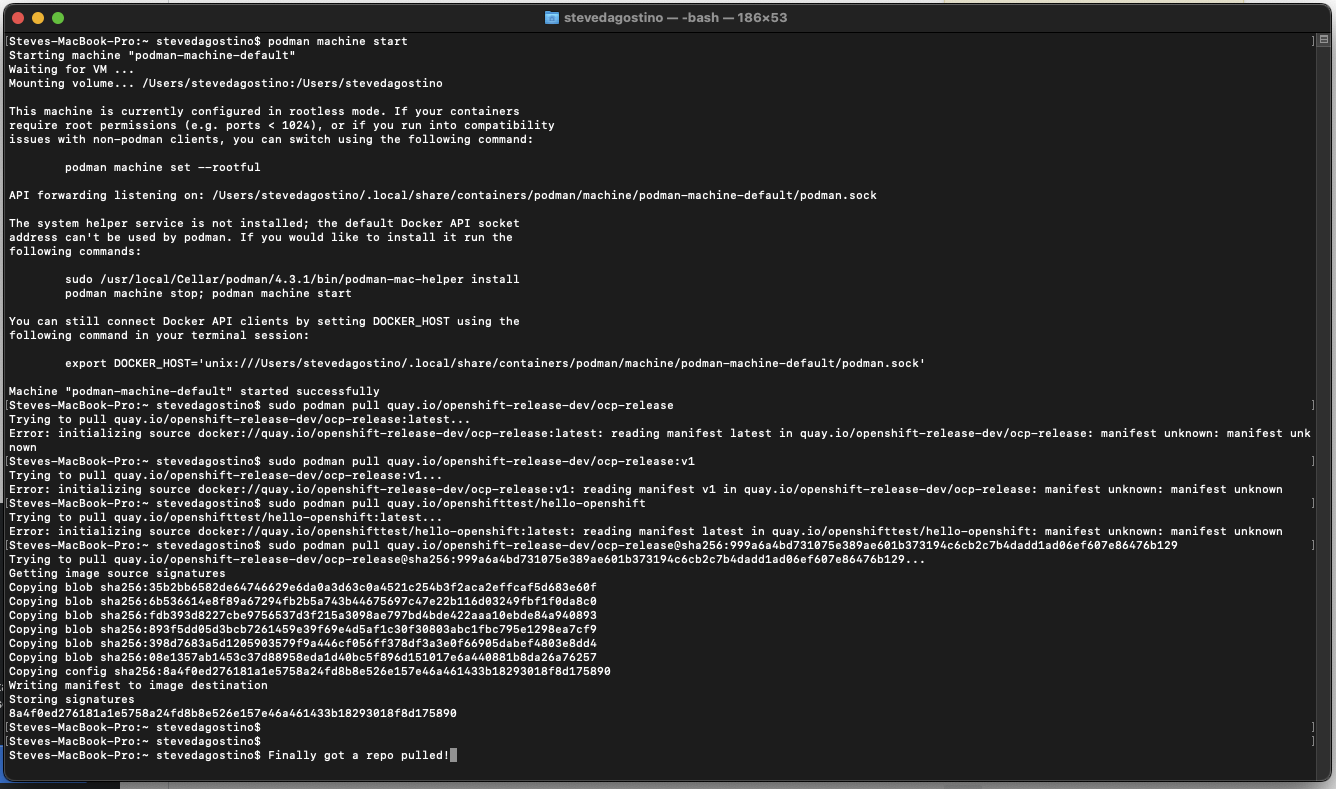 stevedagostino — -bash — 186×53
[Steves-MacBook-Pro:~ stevedagostino$ podman machine start ]
Starting machine "podman-machine-default"
Waiting for VM ...
Mounting volume... /Users/stevedagostino:/Users/stevedagostino
This machine is currently configured in rootless mode. If your containers
require root permissions (e.g. ports < 1024), or if you run into compatibility
issues with non-podman clients, you can switch using the following command:
podman machine set --rootful
API forwarding listening on: /Users/stevedagostino/.local/share/containers/podman/machine/podman-machine-default/podman.sock
The system helper service is not installed; the default Docker API socket
address can't be used by podman. If you would like to install it run the
following commands:
sudo /usr/local/Cellar/podman/4.3.1/bin/podman-mac-helper install
podman machine stop; podman machine start
You can still connect Docker API clients by setting DOCKER_HOST using the
following command in your terminal session:
export DOCKER_HOST='unix:///Users/stevedagostino/.local/share/containers/podman/machine/podman-machine-default/podman.sock'
Machine "podman-machine-default" started successfully
[Steves-MacBook-Pro:~ stevedagostino$ sudo podman pull quay.io/openshift-release-dev/ocp-release ]
Trying to pull quay.io/openshift-release-dev/ocp-release:latest...
Error: initializing source docker://quay.io/openshift-release-dev/ocp-release:latest: reading manifest latest in quay.io/openshift-release-dev/ocp-release: manifest unknown: manifest unk
nown
[Steves-MacBook-Pro:~ stevedagostino$ sudo podman pull quay.io/openshift-release-dev/ocp-release:v1 ]
Trying to pull quay.io/openshift-release-dev/ocp-release:v1...
Error: initializing source docker://quay.io/openshift-release-dev/ocp-release:v1: reading manifest v1 in quay.io/openshift-release-dev/ocp-release: manifest unknown: manifest unknown
[Steves-MacBook-Pro:~ stevedagostino$ sudo podman pull quay.io/openshifttest/hello-openshift ]
Trying to pull quay.io/openshifttest/hello-openshift:latest...
Error: initializing source docker://quay.io/openshifttest/hello-openshift:latest: reading manifest latest in quay.io/openshifttest/hello-openshift: manifest unknown: manifest unknown
[Steves-MacBook-Pro:~ stevedagostino$ sudo podman pull quay.io/openshift-release-dev/ocp-release@sha256:999a6a4bd731075e389ae601b373194c6cb2c7b4dadd1ad06ef607e86476b129 ]
Trying to pull quay.io/openshift-release-dev/ocp-release@sha256:999a6a4bd731075e389ae601b373194c6cb2c7b4dadd1ad06ef607e86476b129...
Getting image source signatures
Copying blob sha256:35b2bb6582de64746629e6da0a3d63c0a4521c254b3f2aca2effcaf5d683e60f
Copying blob sha256:6b536614e8f89a67294fb2b5a743b44675697c47e22b116d03249fbf1f0da8c0
Copying blob sha256:fdb393d8227cbe9756537d3f215a3098ae797bd4bde422aaa10ebde84a940893
Copying blob sha256:893f5dd05d3bcb7261459e39f69e4d5af1c30f30803abc1fbc795e1298ea7cf9
Copying blob sha256:398d7683a5d1205903579f9a446cf056ff378df3a3e0f66905dabef4803e8dd4
Copying blob sha256:08e1357ab1453c37d88958eda1d40bc5f896d151017e6a440881b8da26a76257
Copying config sha256:8a4f0ed276181a1e5758a24fd8b8e526e157e46a461433b18293018f8d175890
Writing manifest to image destination
Storing signatures
8a4f0ed276181a1e5758a24fd8b8e526e157e46a461433b18293018f8d175890
[Steves-MacBook-Pro:~ stevedagostino$ ]
[Steves-MacBook-Pro:~ stevedagostino$ ]
Steves-MacBook-Pro:~ stevedagostino$ Finally got a repo pulled!